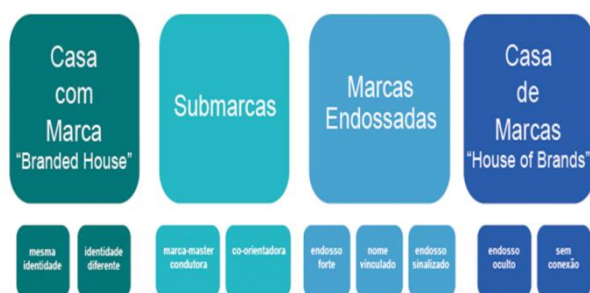 Casa
com
Marca
"Branded House"
Submarcas
Marcas
Endossadas
Casa
de
Marcas
"House of Brands"
mesma
identidade
identidade
diferente
marca-master
condutora
co-orientadora
endosso
forte
nome
vinculado
endosso
sinalizado
endosso
oculto
sem
conexão